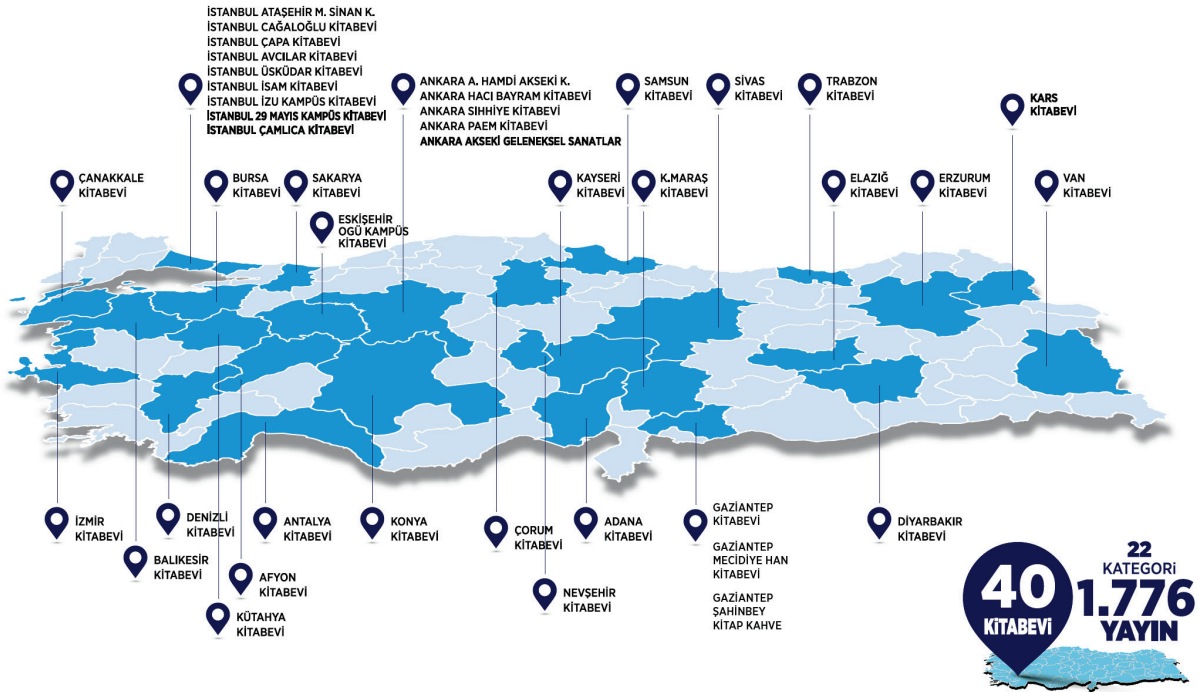 İSTANBUL ATAŞEHİR M. SİNAN K.
İSTANBUL CAĞALOĞLU KİTABEVİ
İSTANBUL ÇAPA KİTABEVİ
İSTANBUL AVCILAR KİTABEVİ
İSTANBUL ÜSKÜDAR KİTABEVİ
İSTANBUL İSAM KİTABEVİ
İSTANBUL İZU KAMPÜS KİTABEVİ
İSTANBUL 29 MAYIS KAMPÜS KİTABEVİ
İSTANBUL ÇAMLICA KİTABEVİ
ANKARA A. HAMDİ AKSEKİ K.
ANKARA HACI BAYRAM KİTABEVİ
ANKARA SIHHİYE KİTABEVİ
ANKARA PAEM KİTABEVİ
ANKARA AKSEKİ GELENEKSEL SANATLAR
SAMSUN
KİTABEVİ
SİVAS
KİTABEVİ
TRABZON
KİTABEVİ
KARS
KİTABEVİ
ÇANAKKALE
KİTABEVİ
BURSA
KİTABEVİ
SAKARYA
KİTABEVİ
ESKİŞEHİR
OGÜ KAMPÜS
KİTABEVİ
KAYSERİ
KİTABEVİ
K.MARAŞ
KİTABEVİ
ELAZIĞ
KİTABEVİ
ERZURUM
KİTABEVİ
VAN
KİTABEVİ
İZMİR
KİTABEVİ
BALIKESİR
KİTABEVİ
DENİZLİ
KİTABEVİ
KÜTAHYA
KİTABEVİ
AFYON
KİTABEVİ
ANTALYA
KİTABEVİ
KONYA
KİTABEVİ
ÇORUM
KİTABEVİ
NEVŞEHİR
KİTABEVİ
ADANA
KİTABEVİ
GAZİANTEP
KİTABEVİ
GAZİANTEP
MECİDİYE HAN
KİTABEVİ
GAZİANTEP
ŞAHİNBEY
KİTAP KAHVE
DİYARBAKIR
KİTABEVİ
40
KİTABEVİ
22
KATEGORİ
1.776
YAYIN